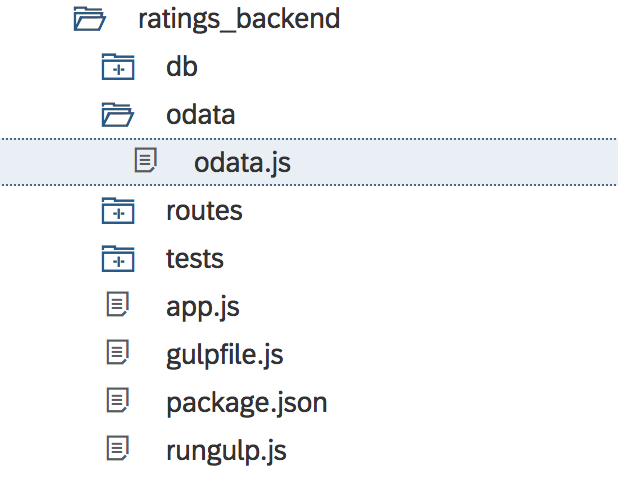 ratings_backend
db
odata
odata.js
routes
tests
app.js
gulpfile.js
package.json
rungulp.js